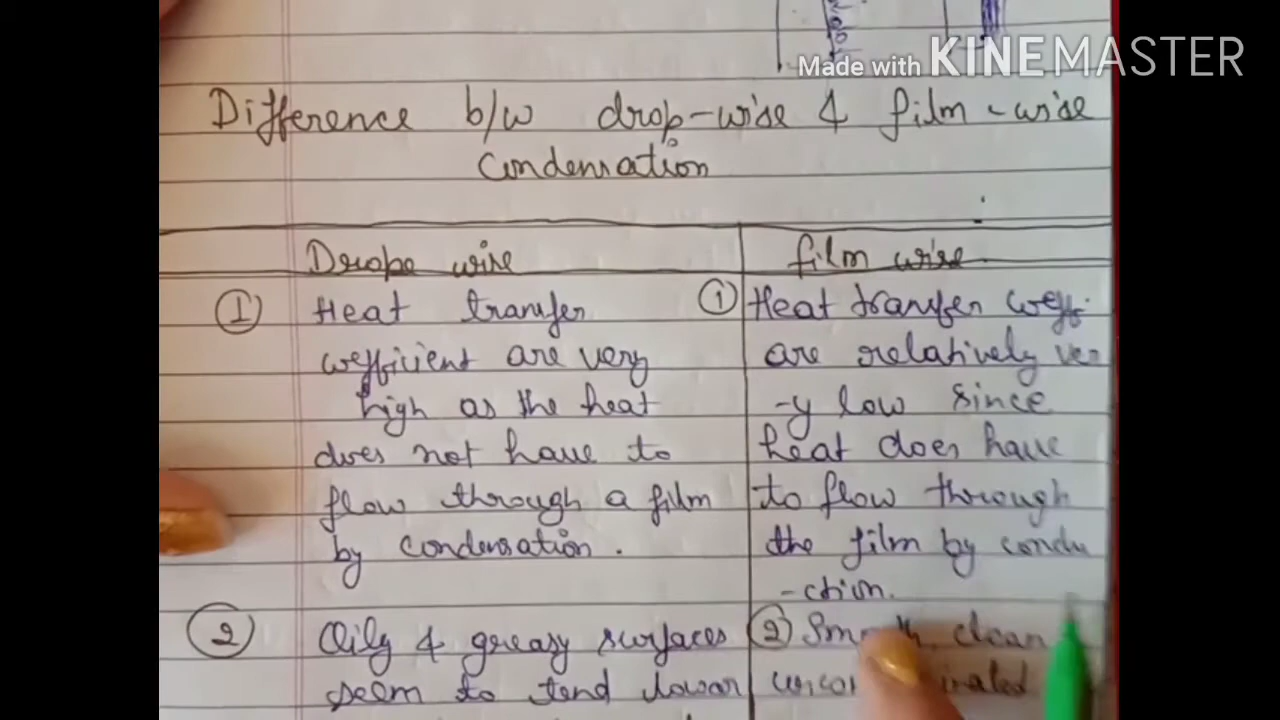 Made with KINEMASTER
Difference b/w drop-wise & film-wise
Condensation
Drope wise
film wise
① Heat transfer
coefficient are very
high as the heat
does not have to
flow through a film
by condensation.
② Oily & greasy surfaces
seem to tend towar
① Heat transfer coeff.
are relatively ver
-y low since
heat does have
to flow through
the film by condu
-ction.
② clean